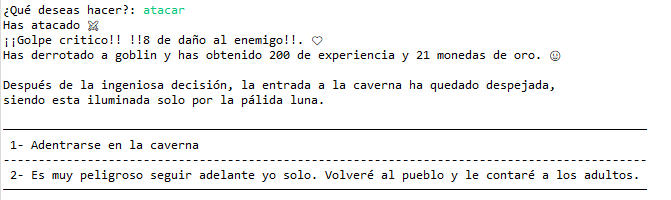 ¿Qué deseas hacer?: atacar
Has atacado ⚔
¡¡Golpe critico!! !!8 de daño al enemigo!!. ♡
Has derrotado a goblin y has obtenido 200 de experiencia y 21 monedas de oro. ☺
Después de la ingeniosa decisión, la entrada a la caverna ha quedado despejada,
siendo esta iluminada solo por la pálida luna.
1- Adentrarse en la caverna
2- Es muy peligroso seguir adelante yo solo. Volveré al pueblo y le contaré a los adultos.